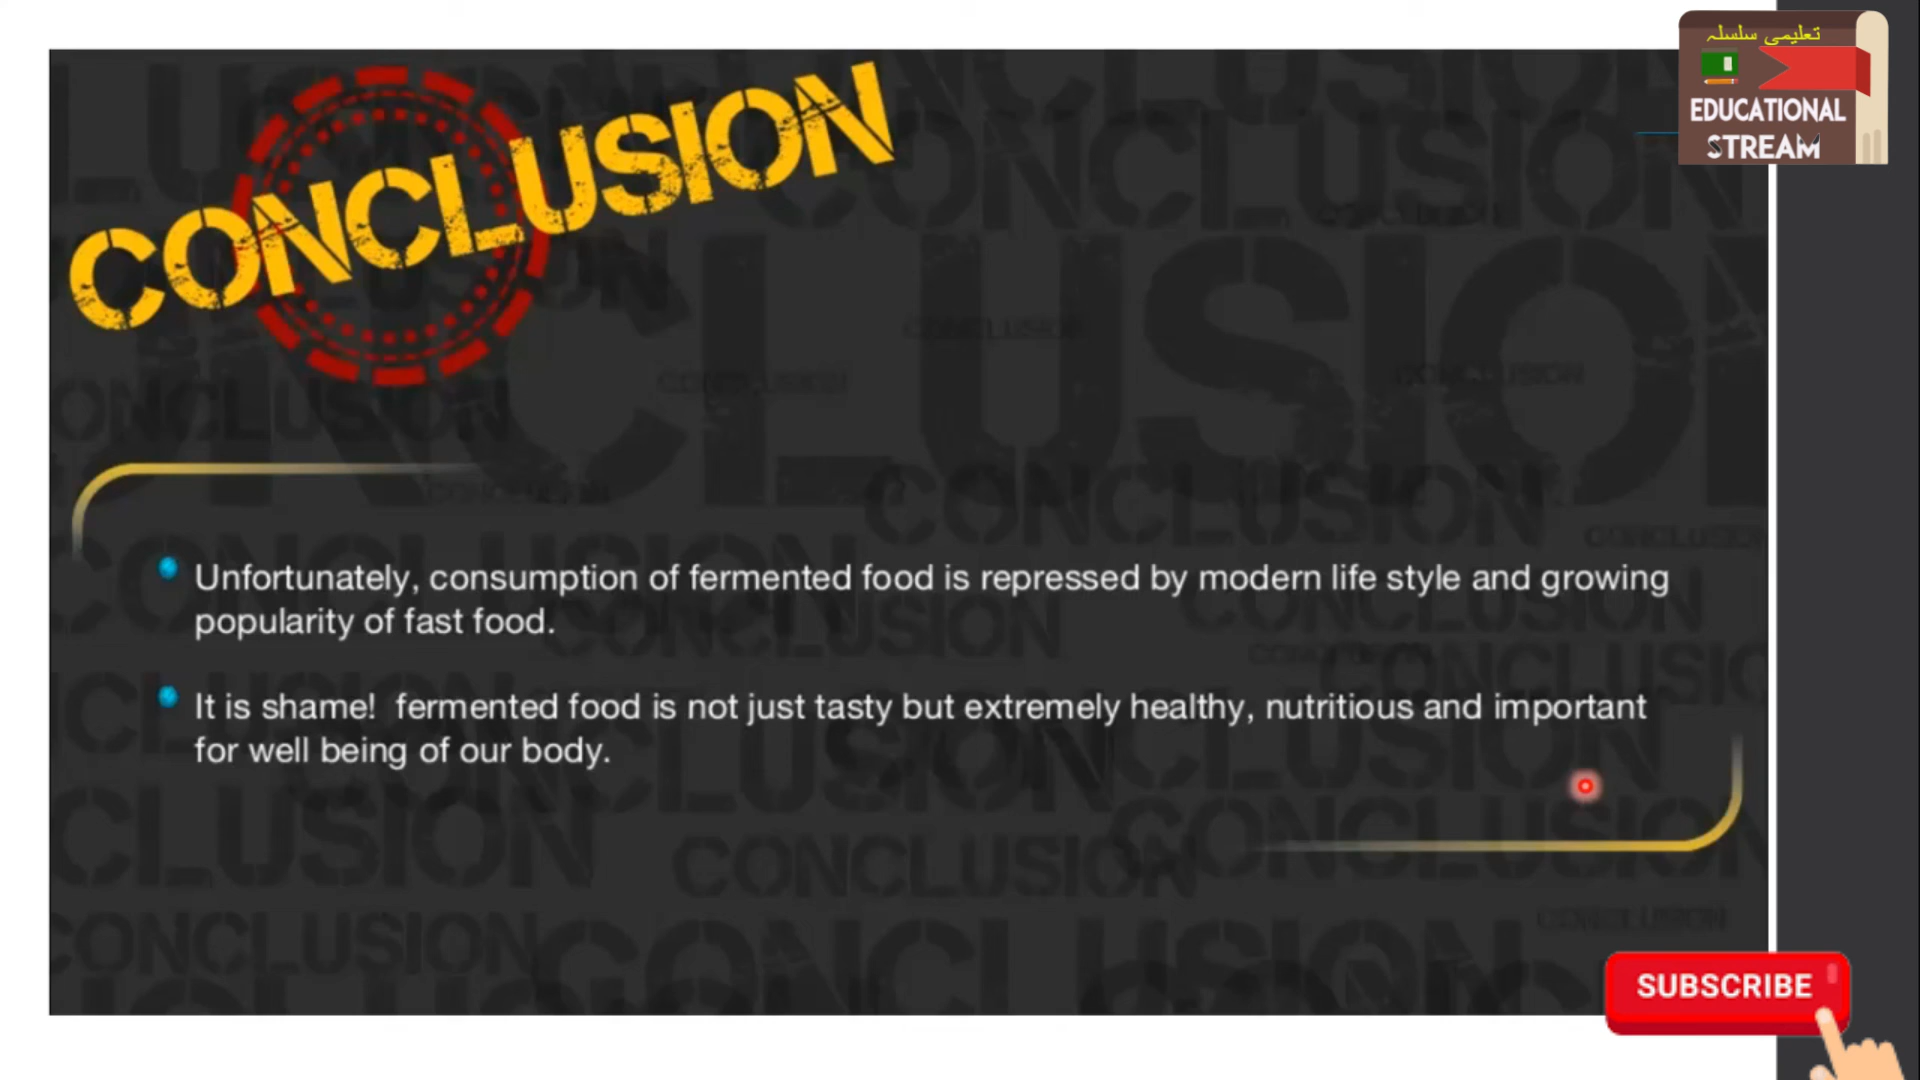 تعلیمی سلسلہ
EDUCATIONAL
STREAM
CONCLUSION
Unfortunately, consumption of fermented food is repressed by modern life style and growing
popularity of fast food.
It is shame!  fermented food is not just tasty but extremely healthy, nutritious and important
for well being of our body.
SUBSCRIBE